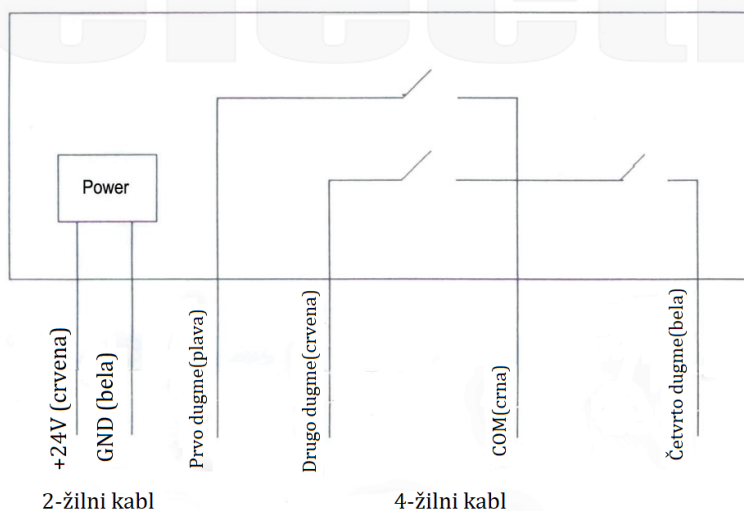 elect
Power
+24V (crvena)
GND (bela)
Prvo dugme(plava)
Drugo dugme(crvena)
COM(crna)
Četvrto dugme(bela)
2-žilni kabl
4-žilni kabl